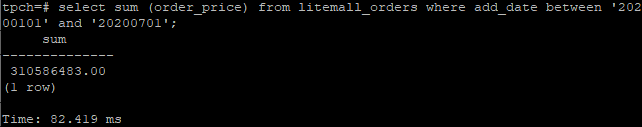 tpch=# select sum (order_price) from litemall_orders where add_date between '202
00101' and '20200701';
sum
--------------
310586483.00
(1 row)
Time: 82.419 ms